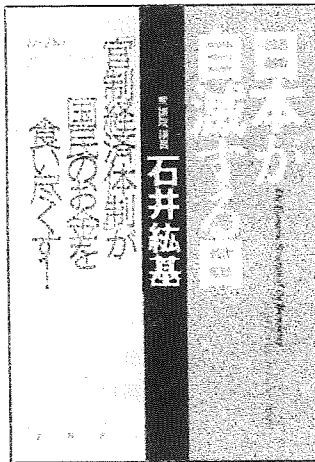 日本が
自滅する日
衆議院議員
石井紘基
官制経済体制が
国民のお金を
食い尽くす!
PHP